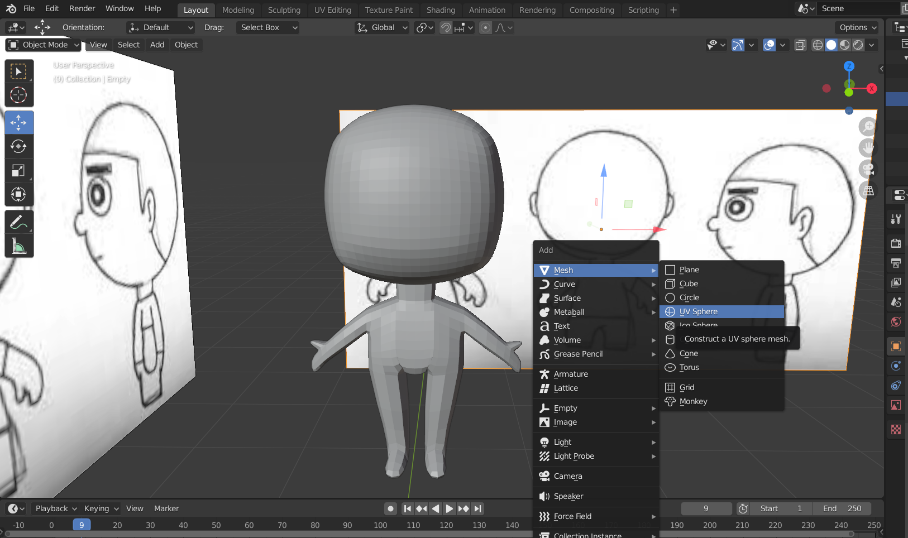 File Edit Render Window Help Layout Modeling Sculpting UV Editing Texture Paint Shading Animation Rendering Compositing Scripting + Scene
Orientation: Default Drag: Select Box Global Options
Object Mode View Select Add Object
User Perspective
(9) Collection | Empty
Z
X
Add
Mesh
Curve
Surface
Metaball
Text
Volume
Grease Pencil
Armature
Lattice
Empty
Image
Light
Light Probe
Camera
Speaker
Force Field
Collection Instance
Plane
Cube
Circle
UV Sphere
Ico Sphere
Construct a UV sphere mesh.
Cone
Torus
Grid
Monkey
Playback Keying View Marker 9 Start 1 End 250
-10 0 9 20 30 40 50 60 70 80 90 100 110 120 130 140 190 200 210 220 230 240 250